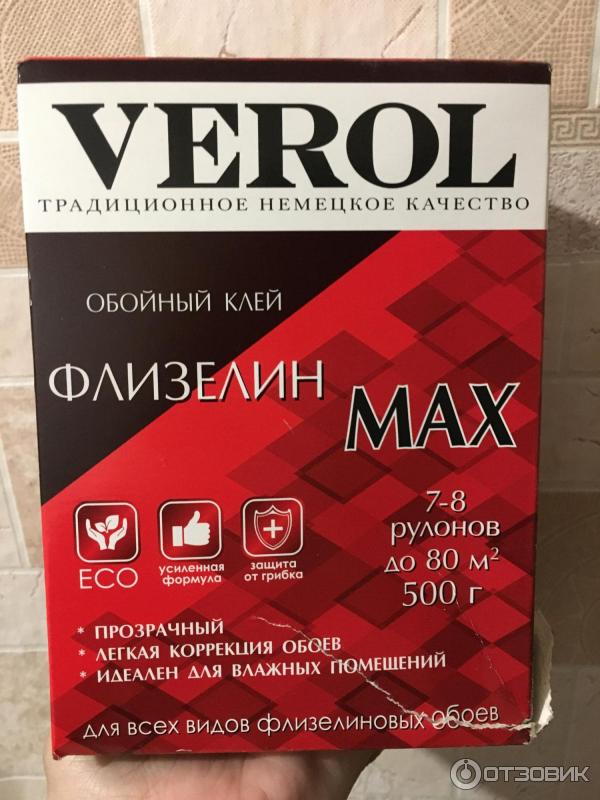 VEROL
ТРАДИЦИОННОЕ НЕМЕЦКОЕ КАЧЕСТВО
ОБОЙНЫЙ КЛЕЙ
ФЛИЗЕЛИН
MAX
7-8
рулонов
до 80 м²
500 г
ECO
усиленная
формула
защита
от грибка
* ПРОЗРАЧНЫЙ
* ЛЕГКАЯ КОРРЕКЦИЯ ОБОЕВ
* ИДЕАЛЕН ДЛЯ ВЛАЖНЫХ ПОМЕЩЕНИЙ
для всех видов флизелиновых обоев
ОТЗОВИК